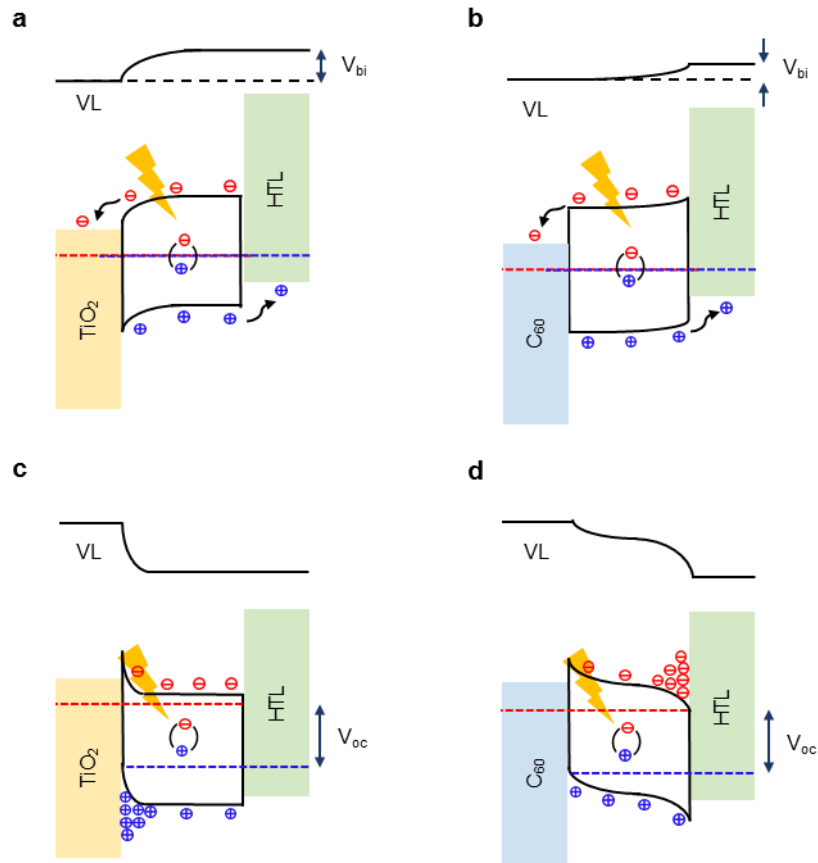 a
V_bi
VL
HTL
TiO₂
b
V_bi
VL
HTL
C₆₀
c
VL
HTL
V_oc
TiO₂
d
VL
HTL
V_oc
C₆₀